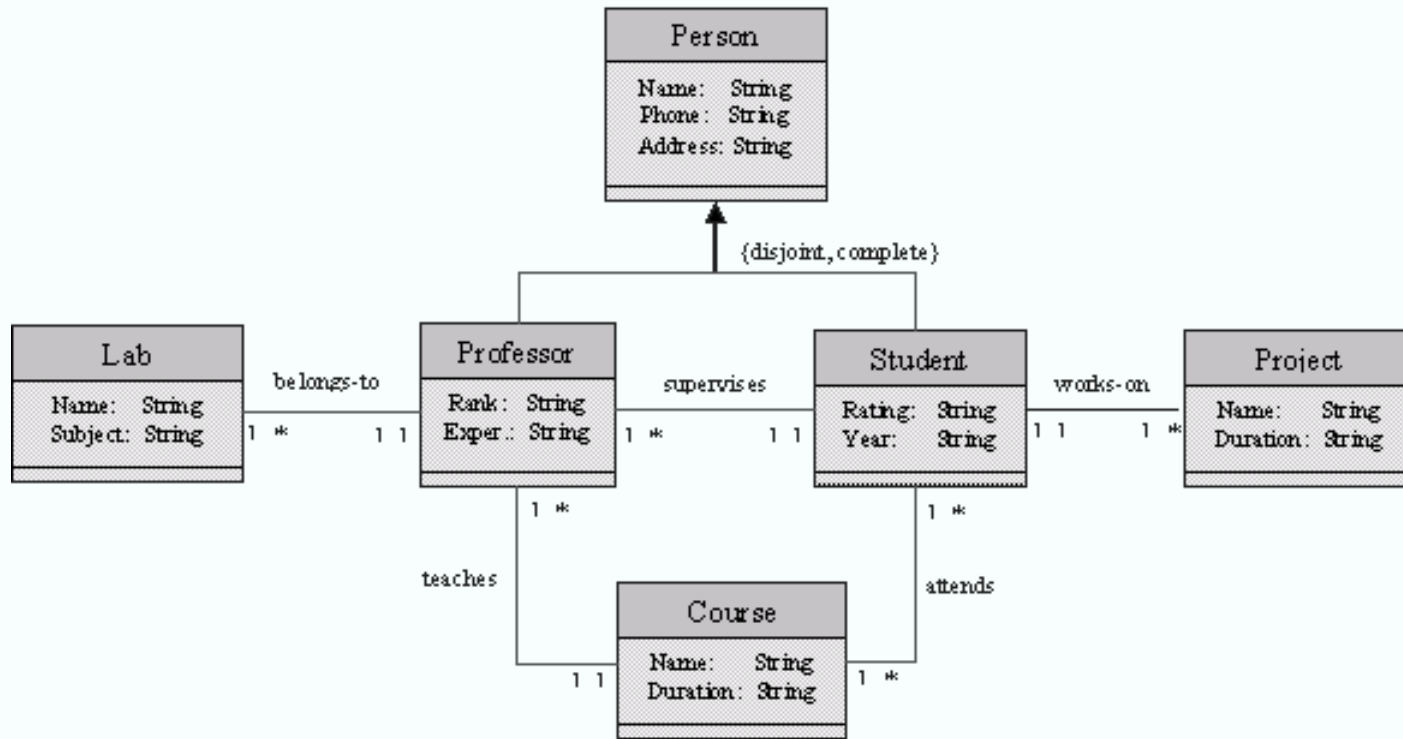 Person
Name: String
Phone: String
Address: String
{disjoint,complete}
Lab
Name: String
Subject: String
belongs-to
1 *
1 1
Professor
Rank: String
Exper.: String
supervises
1 *
1 1
Student
Rating: String
Year: String
works-on
1 1
1 *
Project
Name: String
Duration: String
1 *
1 *
teaches
attends
Course
Name: String
Duration: String
1 1
1 *